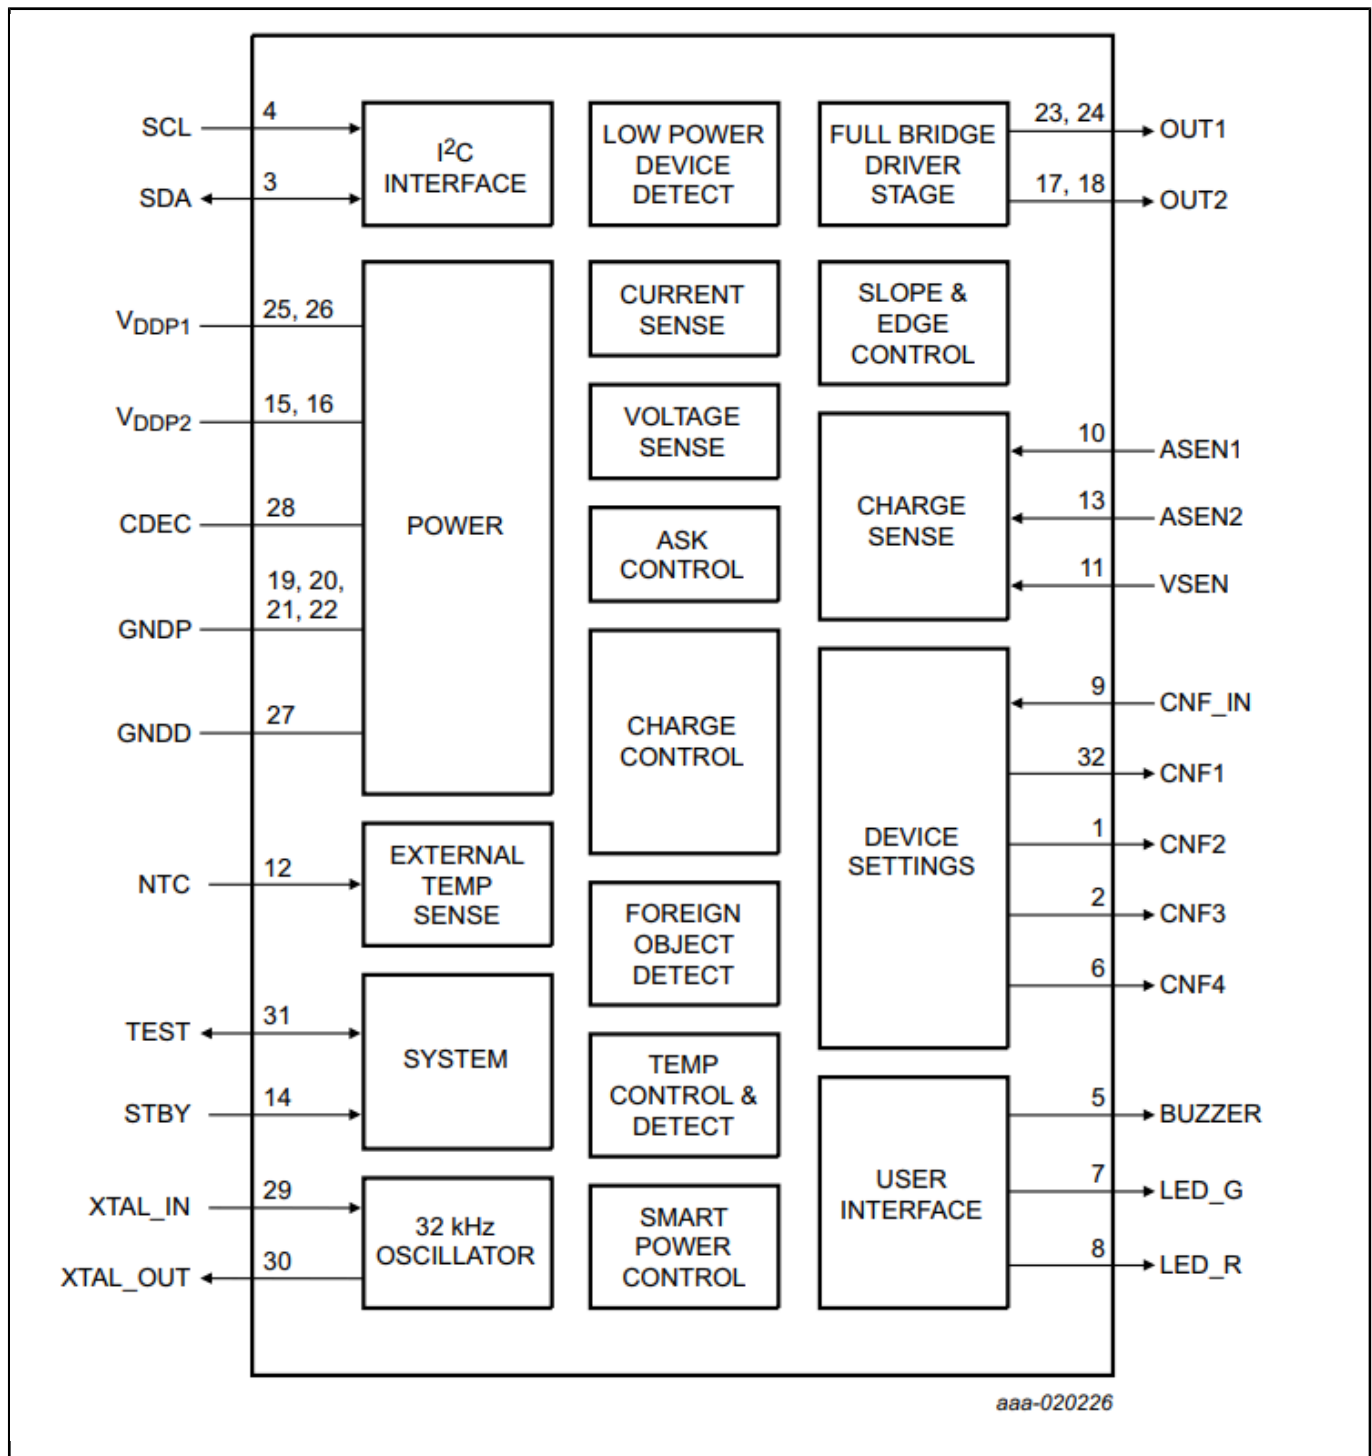 SCL
4
SDA
3
I²C
INTERFACE
LOW POWER
DEVICE
DETECT
FULL BRIDGE
DRIVER
STAGE
23, 24
OUT1
17, 18
OUT2
V_DDP1
25, 26
V_DDP2
15, 16
CDEC
28
GNDP
19, 20,
21, 22
GNDD
27
POWER
CURRENT
SENSE
VOLTAGE
SENSE
ASK
CONTROL
CHARGE
CONTROL
SLOPE &
EDGE
CONTROL
CHARGE
SENSE
10
ASEN1
13
ASEN2
11
VSEN
DEVICE
SETTINGS
9
CNF_IN
32
CNF1
1
CNF2
2
CNF3
6
CNF4
NTC
12
EXTERNAL
TEMP
SENSE
FOREIGN
OBJECT
DETECT
TEST
31
STBY
14
SYSTEM
TEMP
CONTROL &
DETECT
USER
INTERFACE
5
BUZZER
7
LED_G
8
LED_R
XTAL_IN
29
XTAL_OUT
30
32 kHz
OSCILLATOR
SMART
POWER
CONTROL
aaa-020226